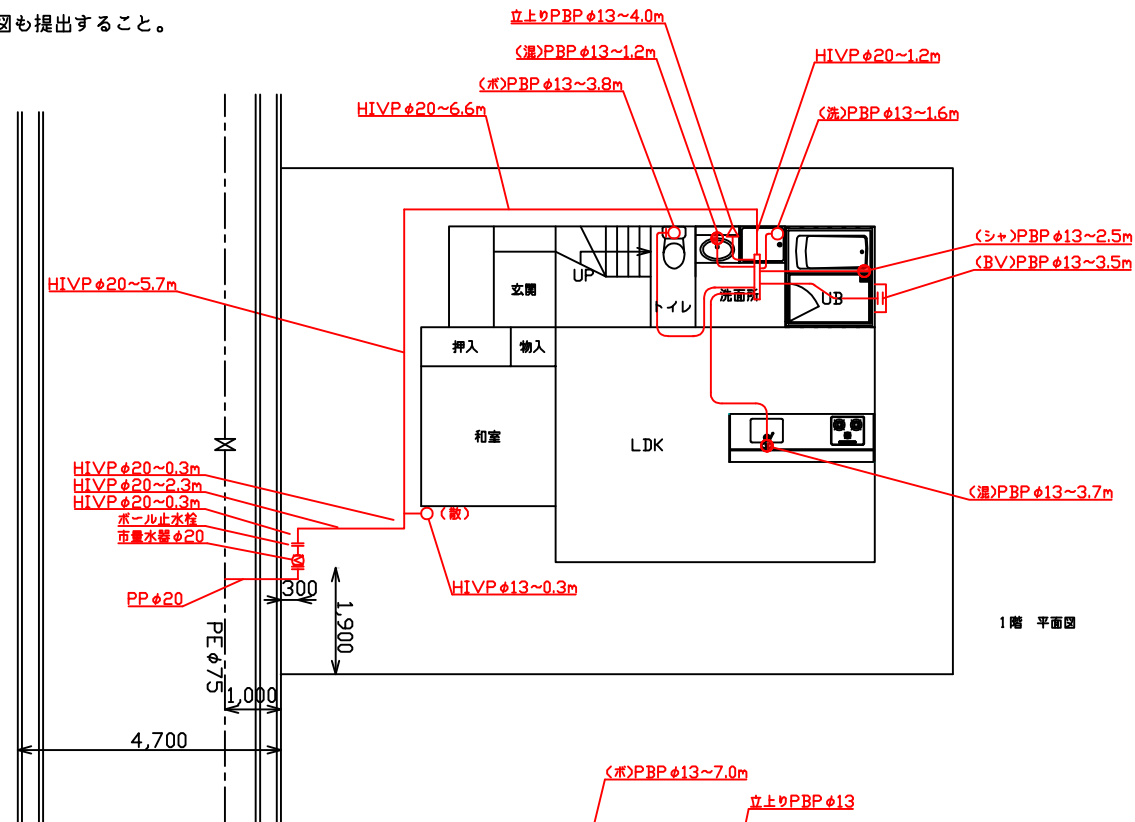 図も提出すること。
立上りPBPφ13~4.0m
(混)PBPφ13~1.2m
HIVPφ20~1.2m
(ボ)PBPφ13~3.8m
HIVPφ20~6.6m
(洗)PBPφ13~1.6m
(シャ)PBPφ13~2.5m
(BV)PBPφ13~3.5m
HIVPφ20~5.7m
UP
玄関
トイレ
洗面所
UB
押入
物入
和室
LDK
HIVPφ20~0.3m
HIVPφ20~2.3m
HIVPφ20~0.3m
ボール止水栓
市量水器φ20
(散)
(混)PBPφ13~3.7m
PPφ20
300
HIVPφ13~0.3m
1,900
PEφ75
1階 平面図
1,000
4,700
(ボ)PBPφ13~7.0m
立上りPBPφ13